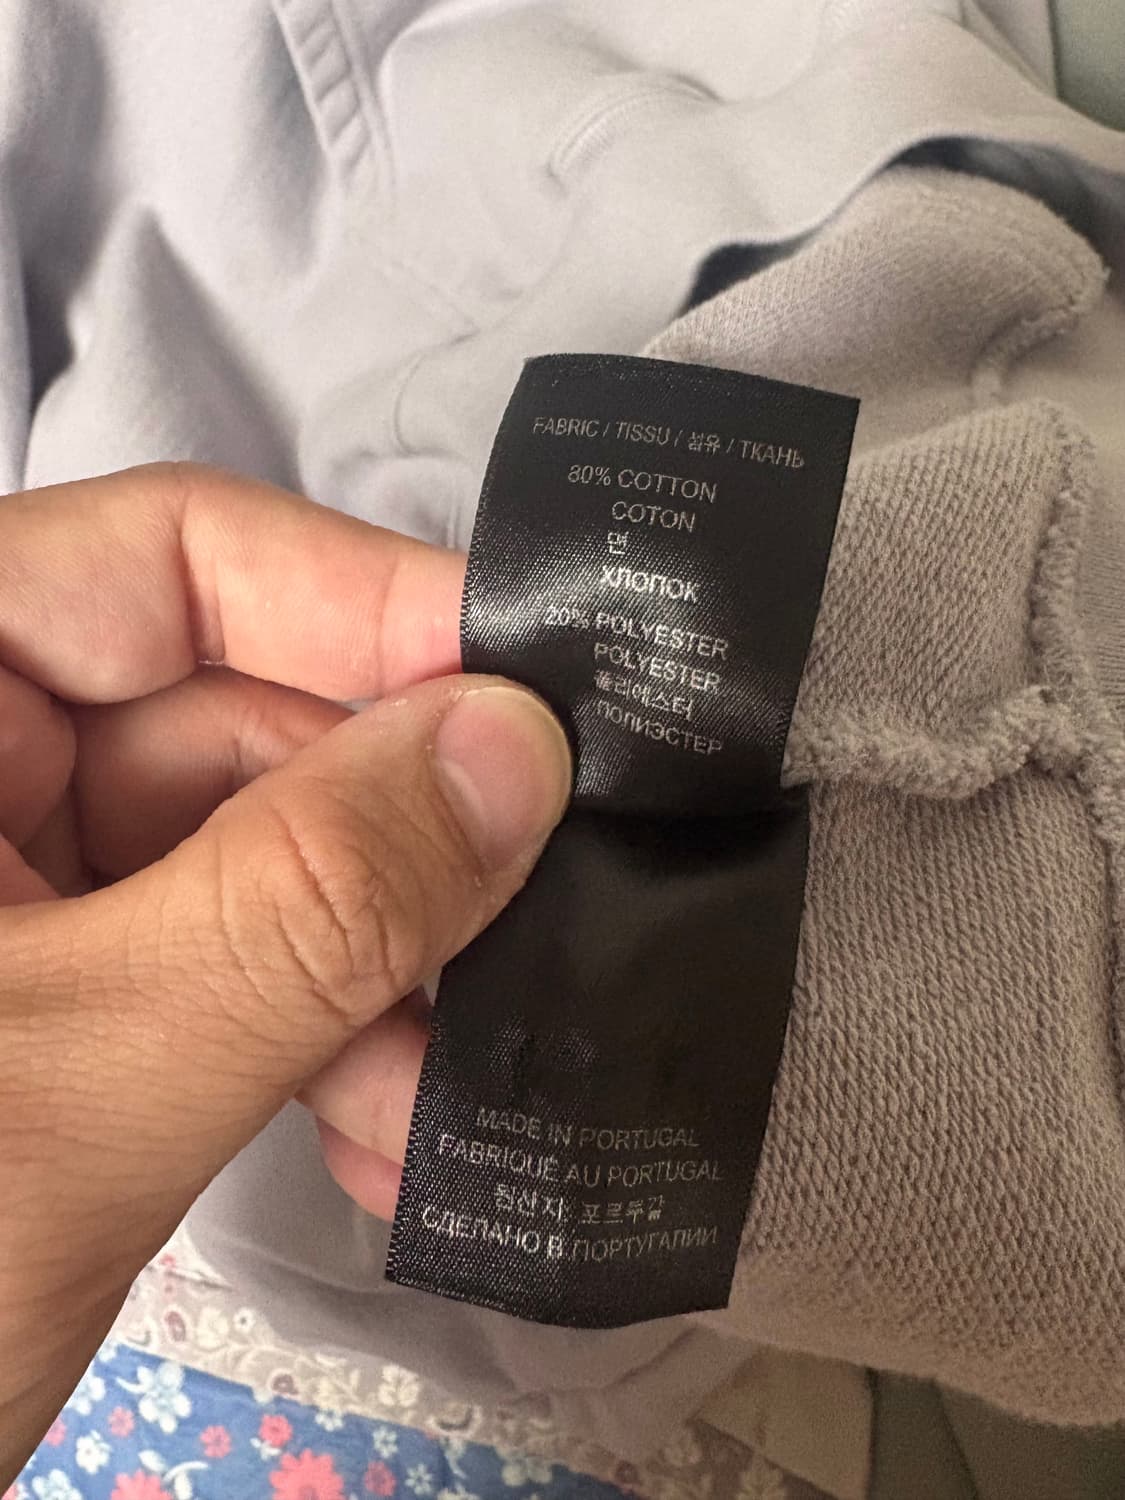 FABRIC / TISSU / 섬유 / ТКАНЬ
80% COTTON
COTON
면
ХЛОПОК
20% POLYESTER
POLYESTER
폴리에스터
ПОЛИЭСТЕР
MADE IN PORTUGAL
FABRIQUÉ AU PORTUGAL
원산지: 포르투갈
СДЕЛАНО В ПОРТУГАЛИИ